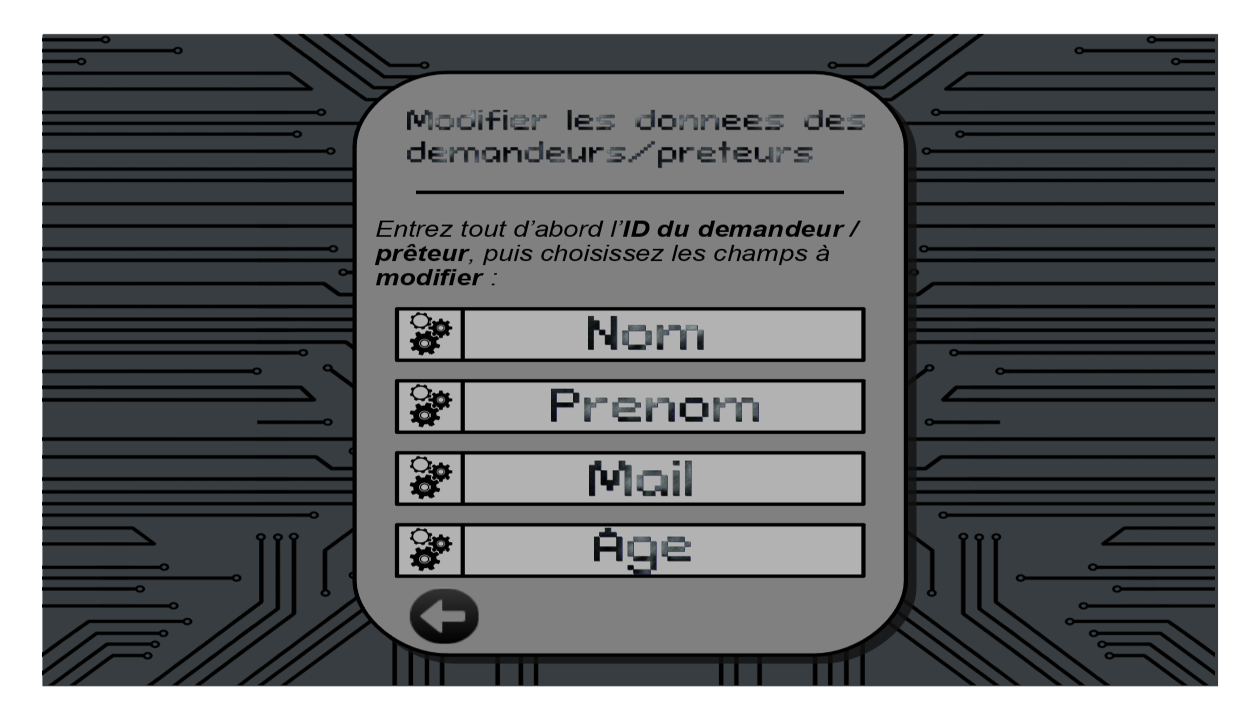 Modifier les donnees des
demandeurs/preteurs
Entrez tout d’abord l’ID du demandeur /
prêteur, puis choisissez les champs à
modifier :
Nom
Prenom
Mail
Age